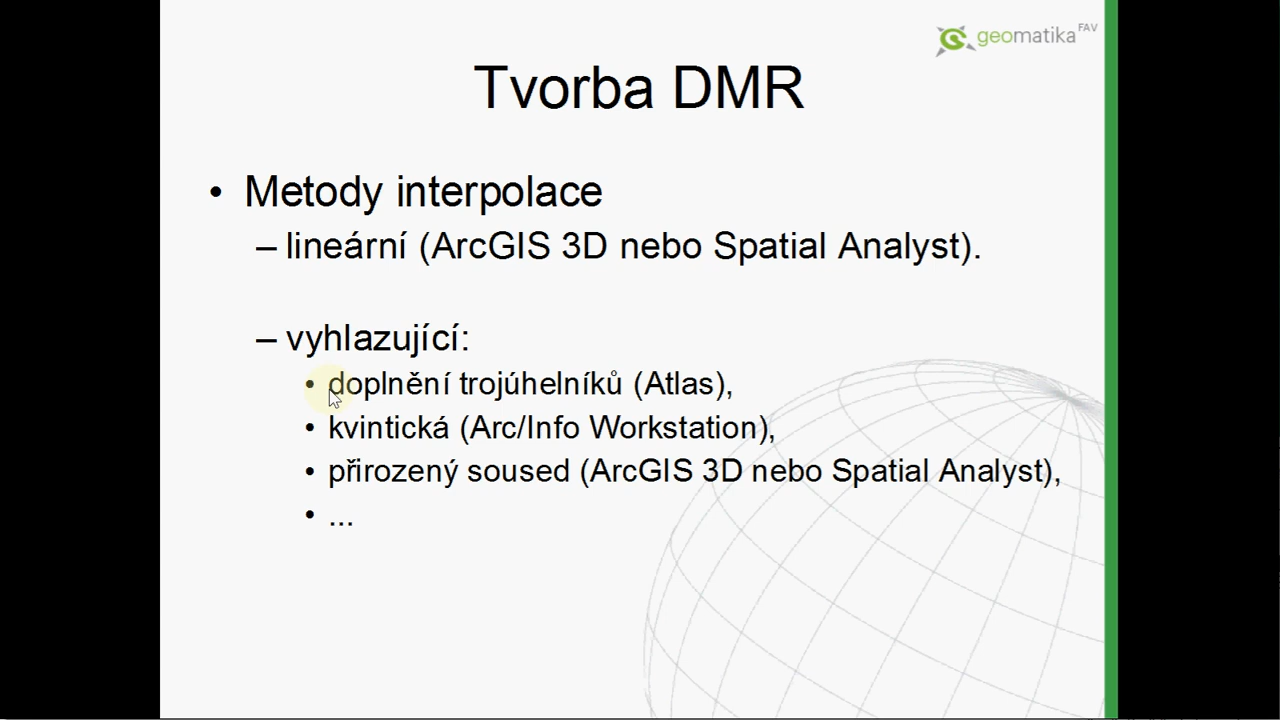 geomatika FAV
Tvorba DMR
• Metody interpolace
– lineární (ArcGIS 3D nebo Spatial Analyst).
– vyhlazující:
• doplnění trojúhelníků (Atlas),
• kvintická (Arc/Info Workstation),
• přirozený soused (ArcGIS 3D nebo Spatial Analyst),
• ...